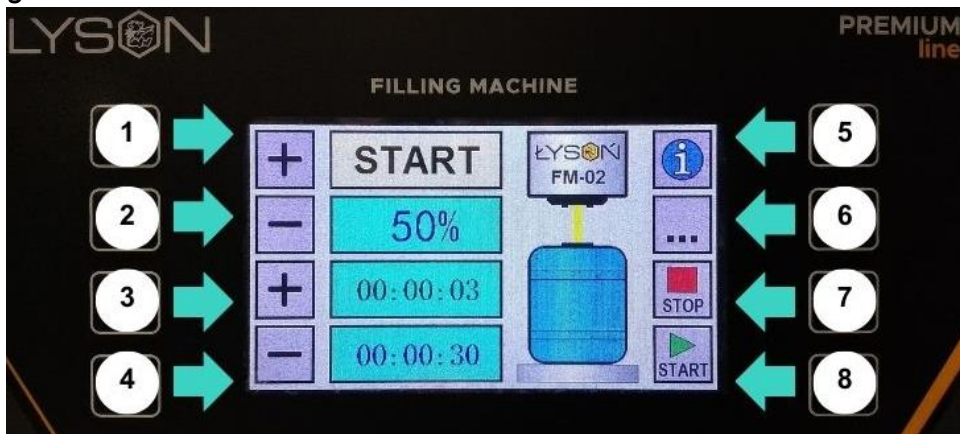 LYSON
PREMIUM
line
FILLING MACHINE
1
5
+
START
ŁYSOŃ
FM-02
i
2
6
-
50%
...
3
7
+
00:00:03
STOP
4
8
-
00:00:30
START